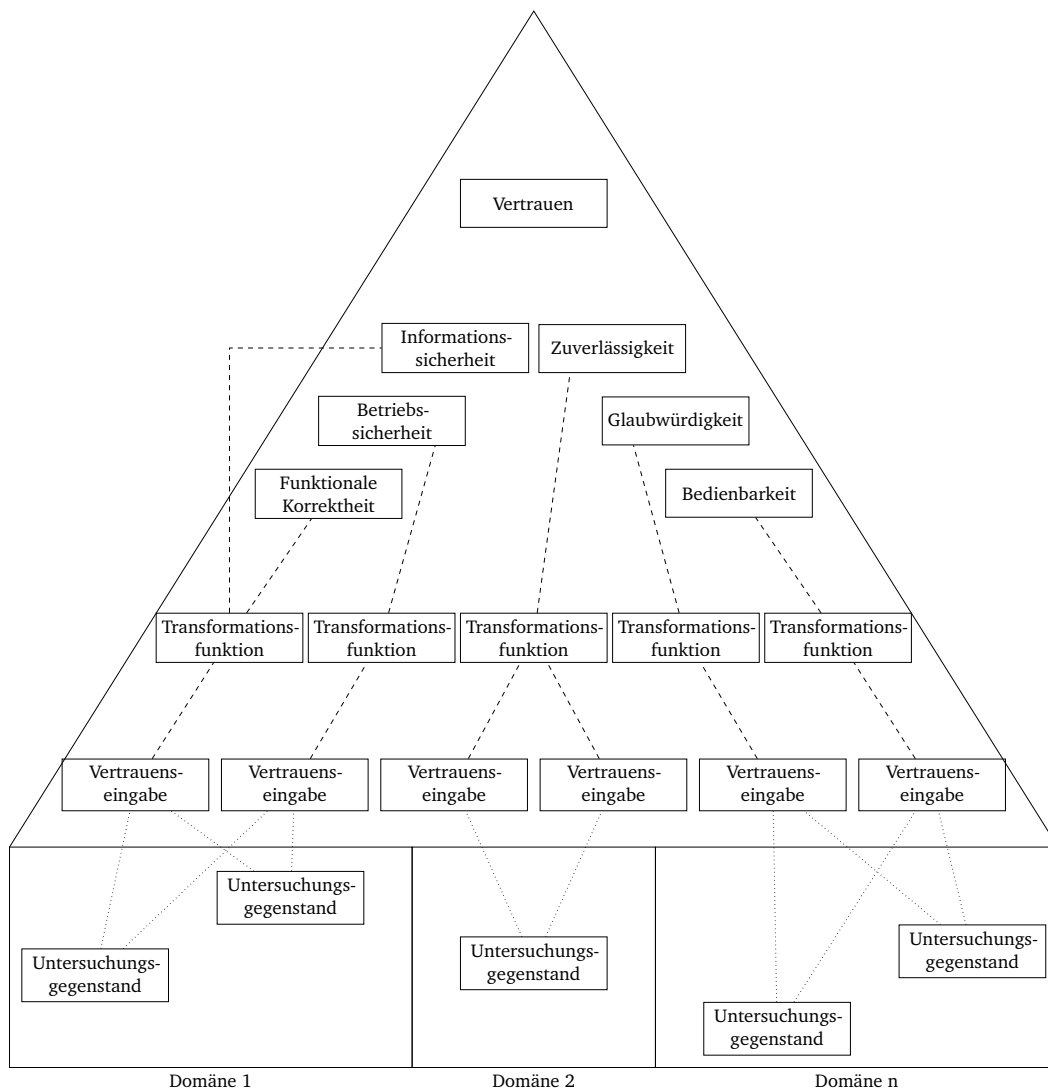 Vertrauen
Informations-
sicherheit
Zuverlässigkeit
Betriebs-
sicherheit
Glaubwürdigkeit
Funktionale
Korrektheit
Bedienbarkeit
Transformations-
funktion
Transformations-
funktion
Transformations-
funktion
Transformations-
funktion
Transformations-
funktion
Vertrauens-
eingabe
Vertrauens-
eingabe
Vertrauens-
eingabe
Vertrauens-
eingabe
Vertrauens-
eingabe
Vertrauens-
eingabe
Untersuchungs-
gegenstand
Untersuchungs-
gegenstand
Untersuchungs-
gegenstand
Untersuchungs-
gegenstand
Untersuchungs-
gegenstand
Domäne 1
Domäne 2
Domäne n